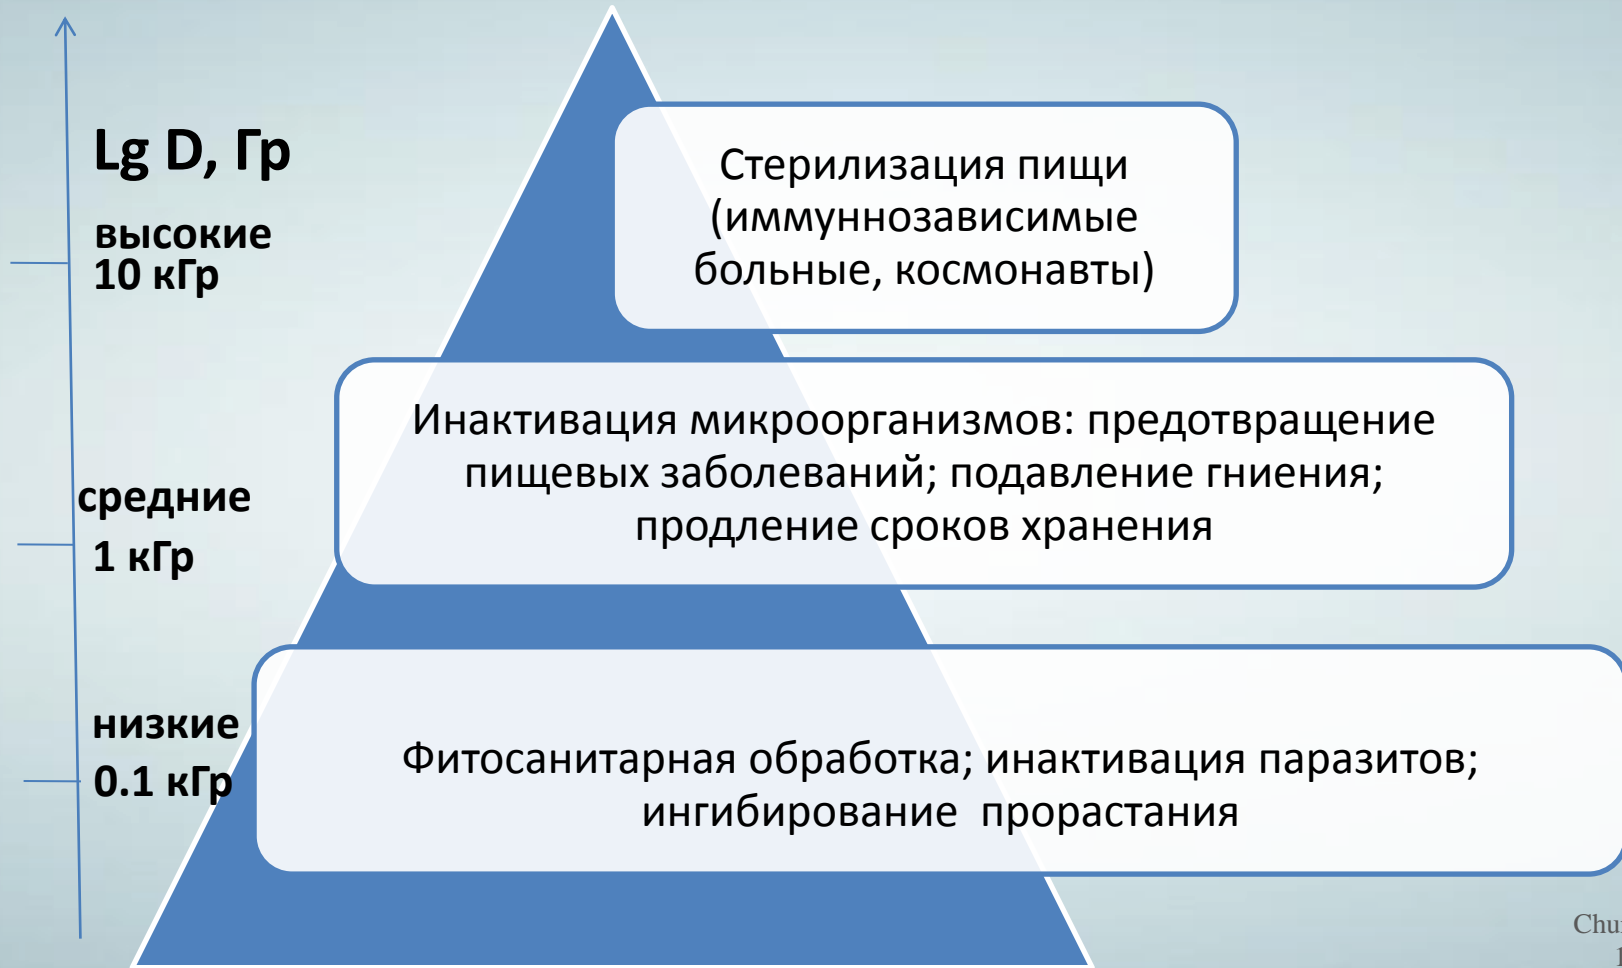 Lg D, Гр
высокие
10 кГр
Стерилизация пищи
(иммуннозависимые
больные, космонавты)
средние
1 кГр
Инактивация микроорганизмов: предотвращение
пищевых заболеваний; подавление гниения;
продление сроков хранения
низкие
0.1 кГр
Фитосанитарная обработка; инактивация паразитов;
ингибирование прорастания